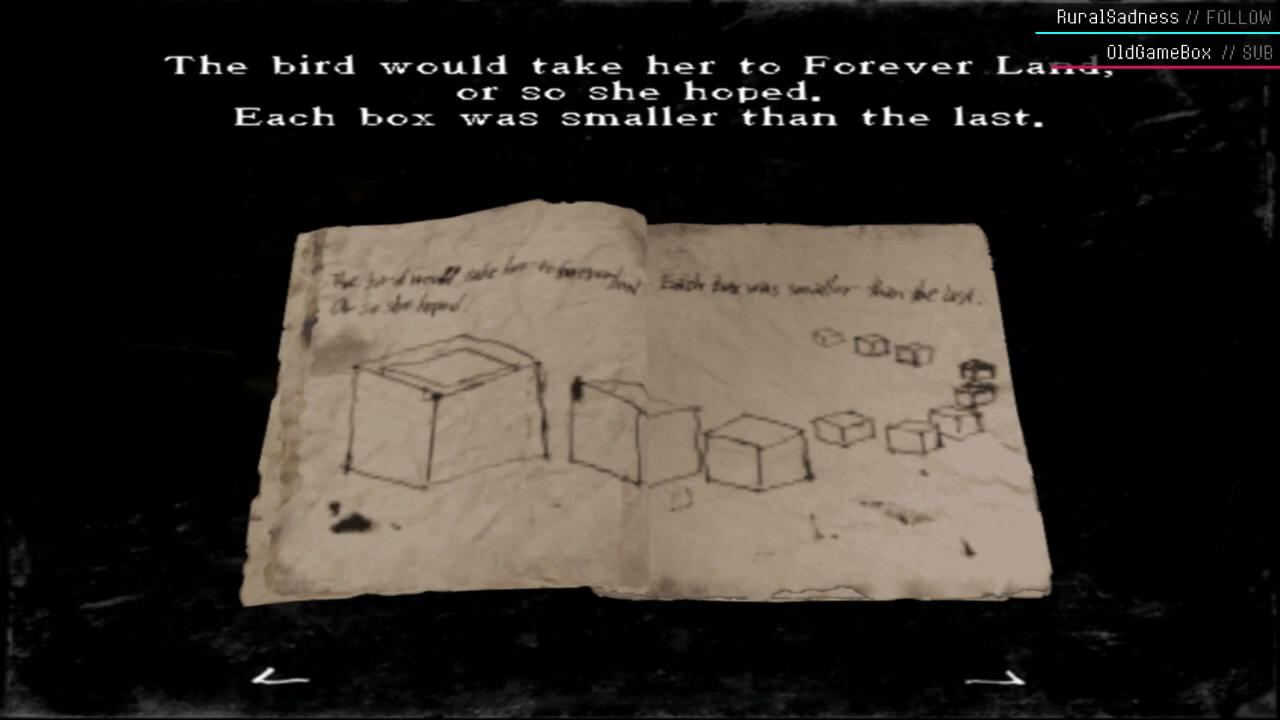 RuralSadness // FOLLOW
OldGameBox // SUB
The bird would take her to Forever Land,
or so she hoped.
Each box was smaller than the last.
The bird would take her to forever land
Or so she hoped.
Each box was smaller than the last.